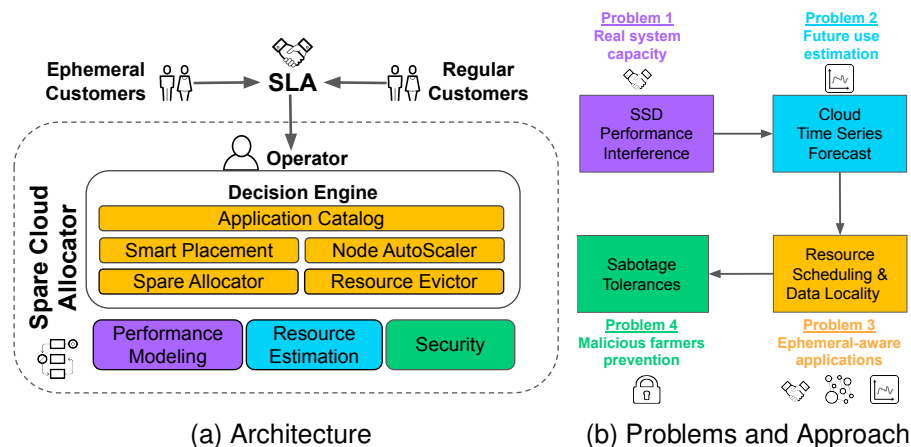 Ephemeral
Customers
SLA
Regular
Customers
Operator
Spare Cloud
Allocator
Decision Engine
Application Catalog
Smart Placement
Node AutoScaler
Spare Allocator
Resource Evictor
Performance
Modeling
Resource
Estimation
Security
(a) Architecture
Problem 1
Real system
capacity
Problem 2
Future use
estimation
SSD
Performance
Interference
Cloud
Time Series
Forecast
Sabotage
Tolerances
Resource
Scheduling &
Data Locality
Problem 4
Malicious farmers
prevention
Problem 3
Ephemeral-aware
applications
(b) Problems and Approach